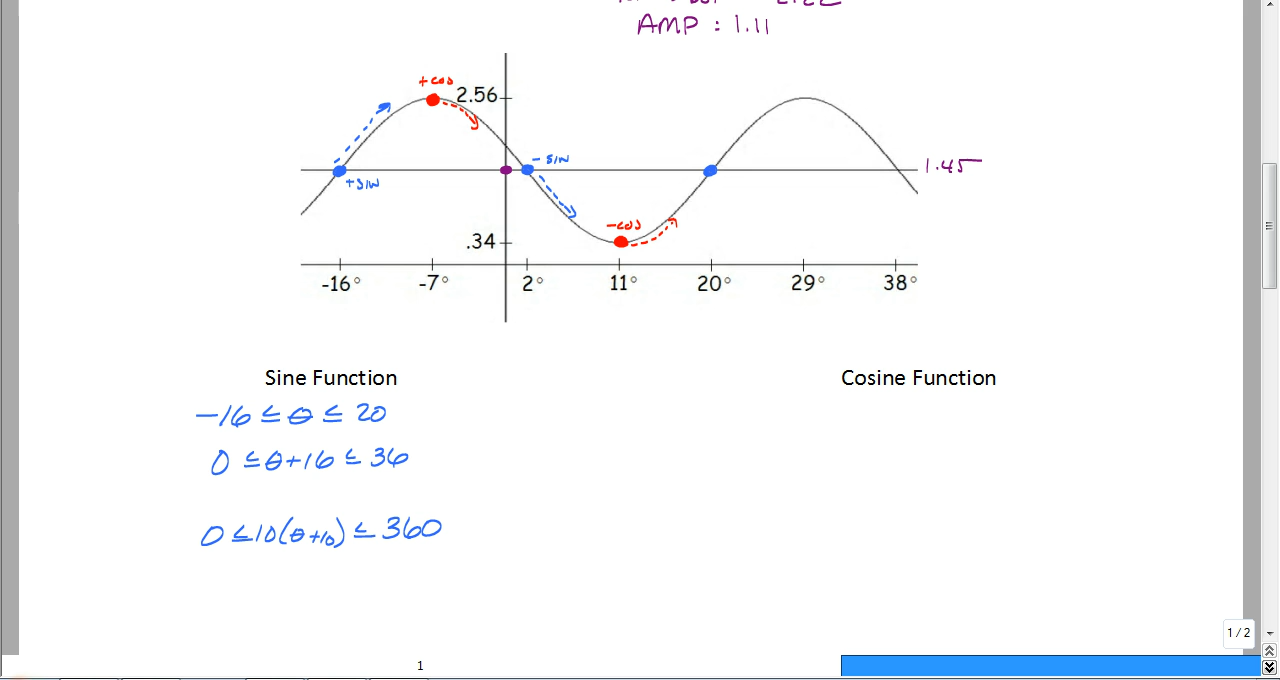 AMP : 1.11
+cos
2.56
- sin
1.45
+sin
-cos
.34
-16° -7° 2° 11° 20° 29° 38°
Sine Function Cosine Function
-16 ≤ θ ≤ 20
0 ≤ θ+16 ≤ 36
0 ≤ 10(θ+10) ≤ 360
1 / 2
1